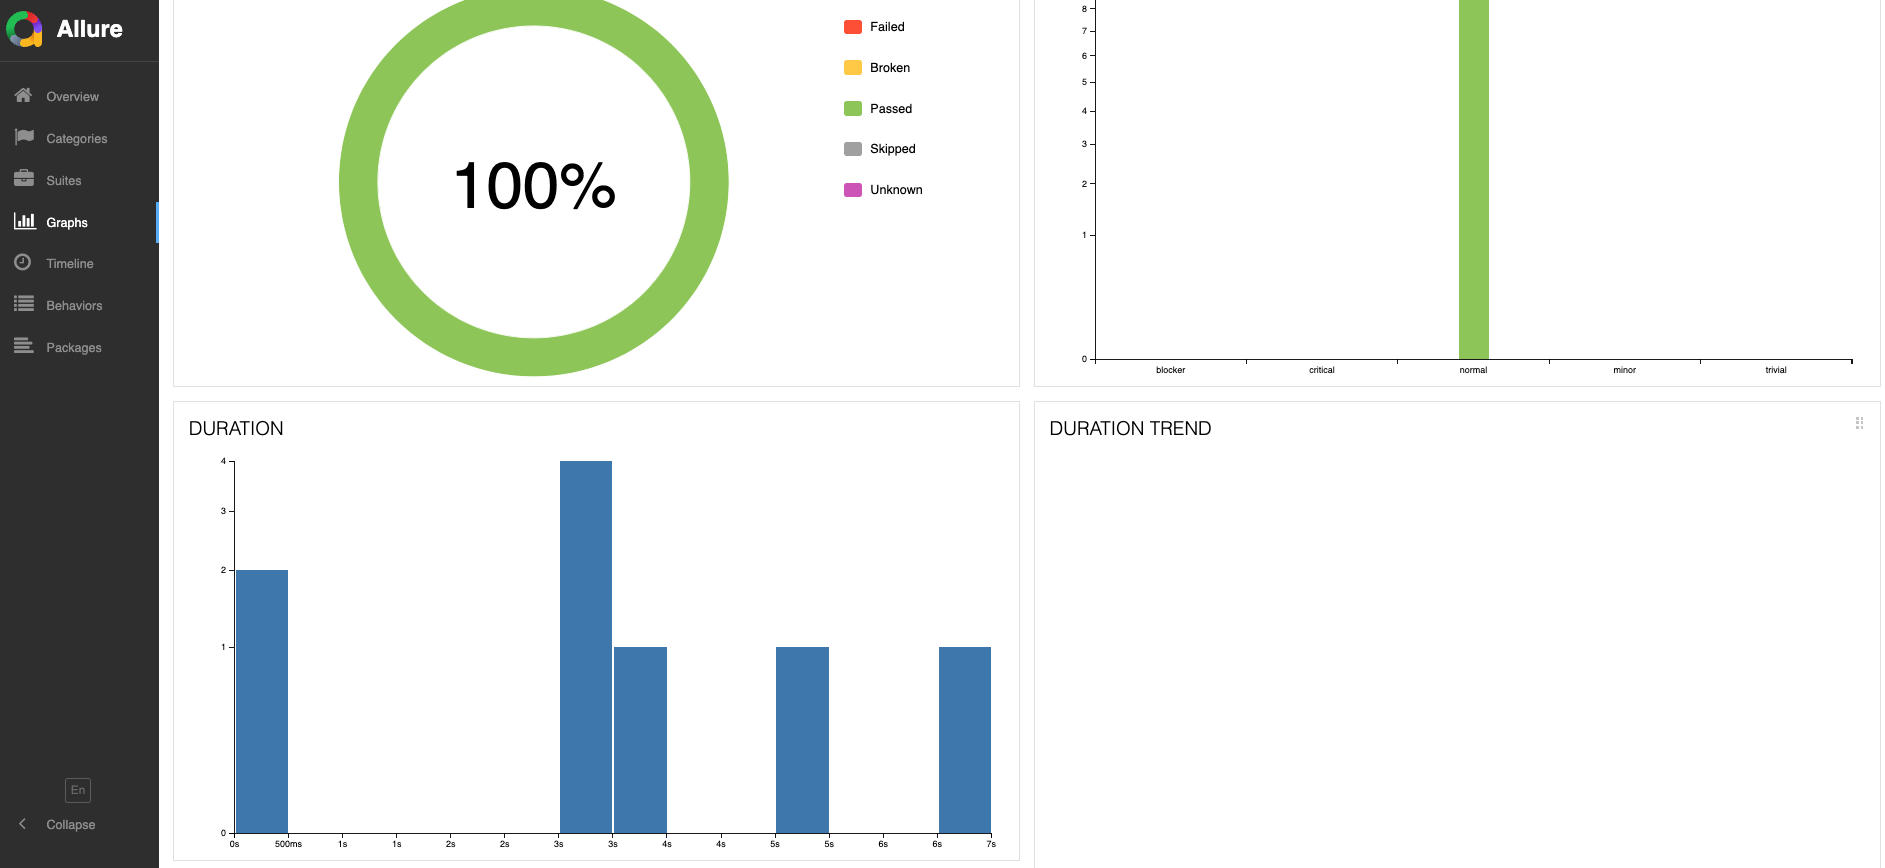 Allure
Overview
Categories
Suites
Graphs
Timeline
Behaviors
Packages
En
Collapse
100%
Failed
Broken
Passed
Skipped
Unknown
8
7
6
5
4
3
2
1
0
blocker critical normal minor trivial
DURATION
4
3
2
1
0
0s 500ms 1s 1s 2s 2s 3s 3s 4s 4s 5s 5s 6s 6s 7s
DURATION TREND